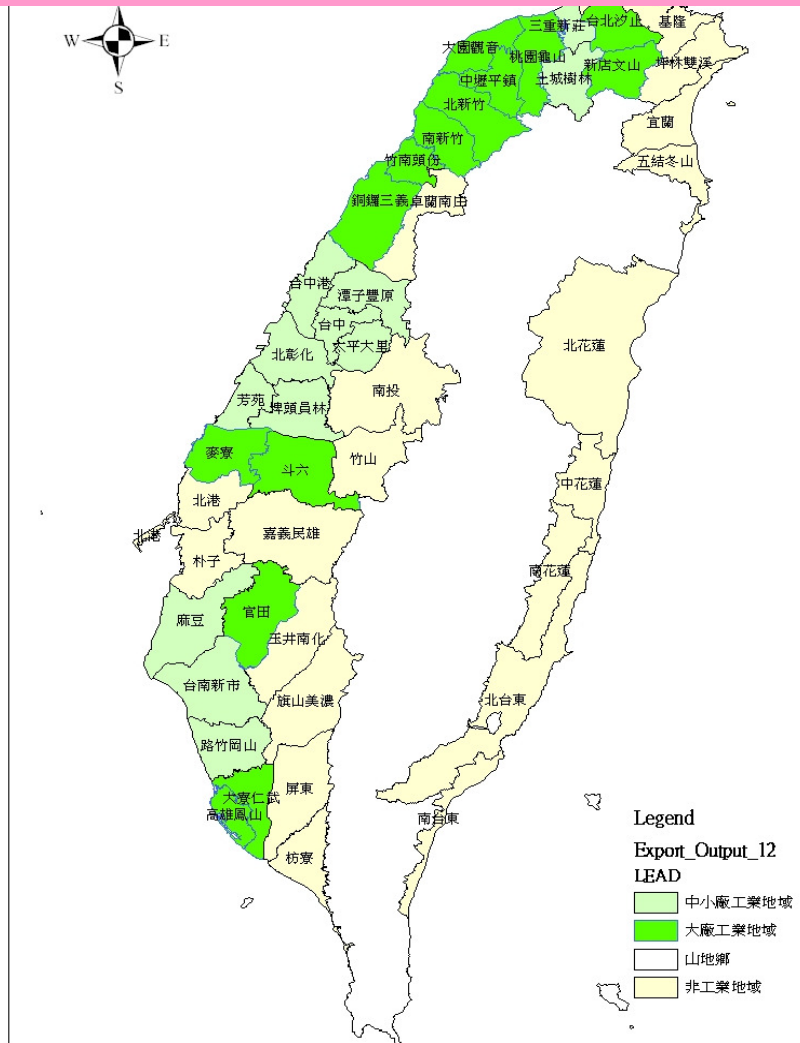 三重新莊
台北汐止
基隆
W
E
S
大園觀音
桃園龜山
土城樹林
新店文山
坪林雙溪
中壢平鎮
北新竹
宜蘭
南新竹
竹南頭份
五結冬山
銅鑼三義
卓蘭南庄
台中港
潭子豐原
台中
太平大里
北彰化
北花蓮
南投
芳苑
埤頭員林
麥寮
斗六
竹山
中花蓮
北港
北港
嘉義民雄
朴子
南花蓮
麻豆
官田
玉井南化
台南新市
旗山美濃
北台東
路竹岡山
屏東
大寮仁武
高雄鳳山
南台東
枋寮
Legend
Export_Output_12
LEAD
中小廠工業地域
大廠工業地域
山地鄉
非工業地域